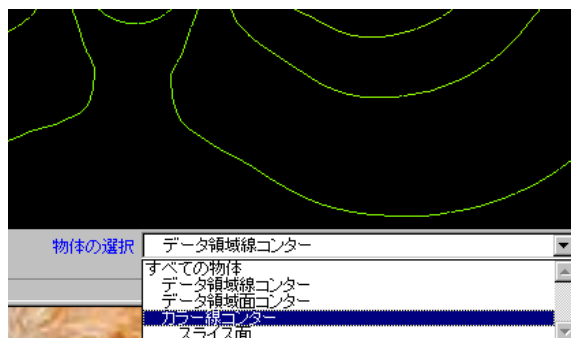 物体の選択 データ領域線コンター
すべての物体
データ領域線コンター
データ領域面コンター
カラー線コンター
スライス面